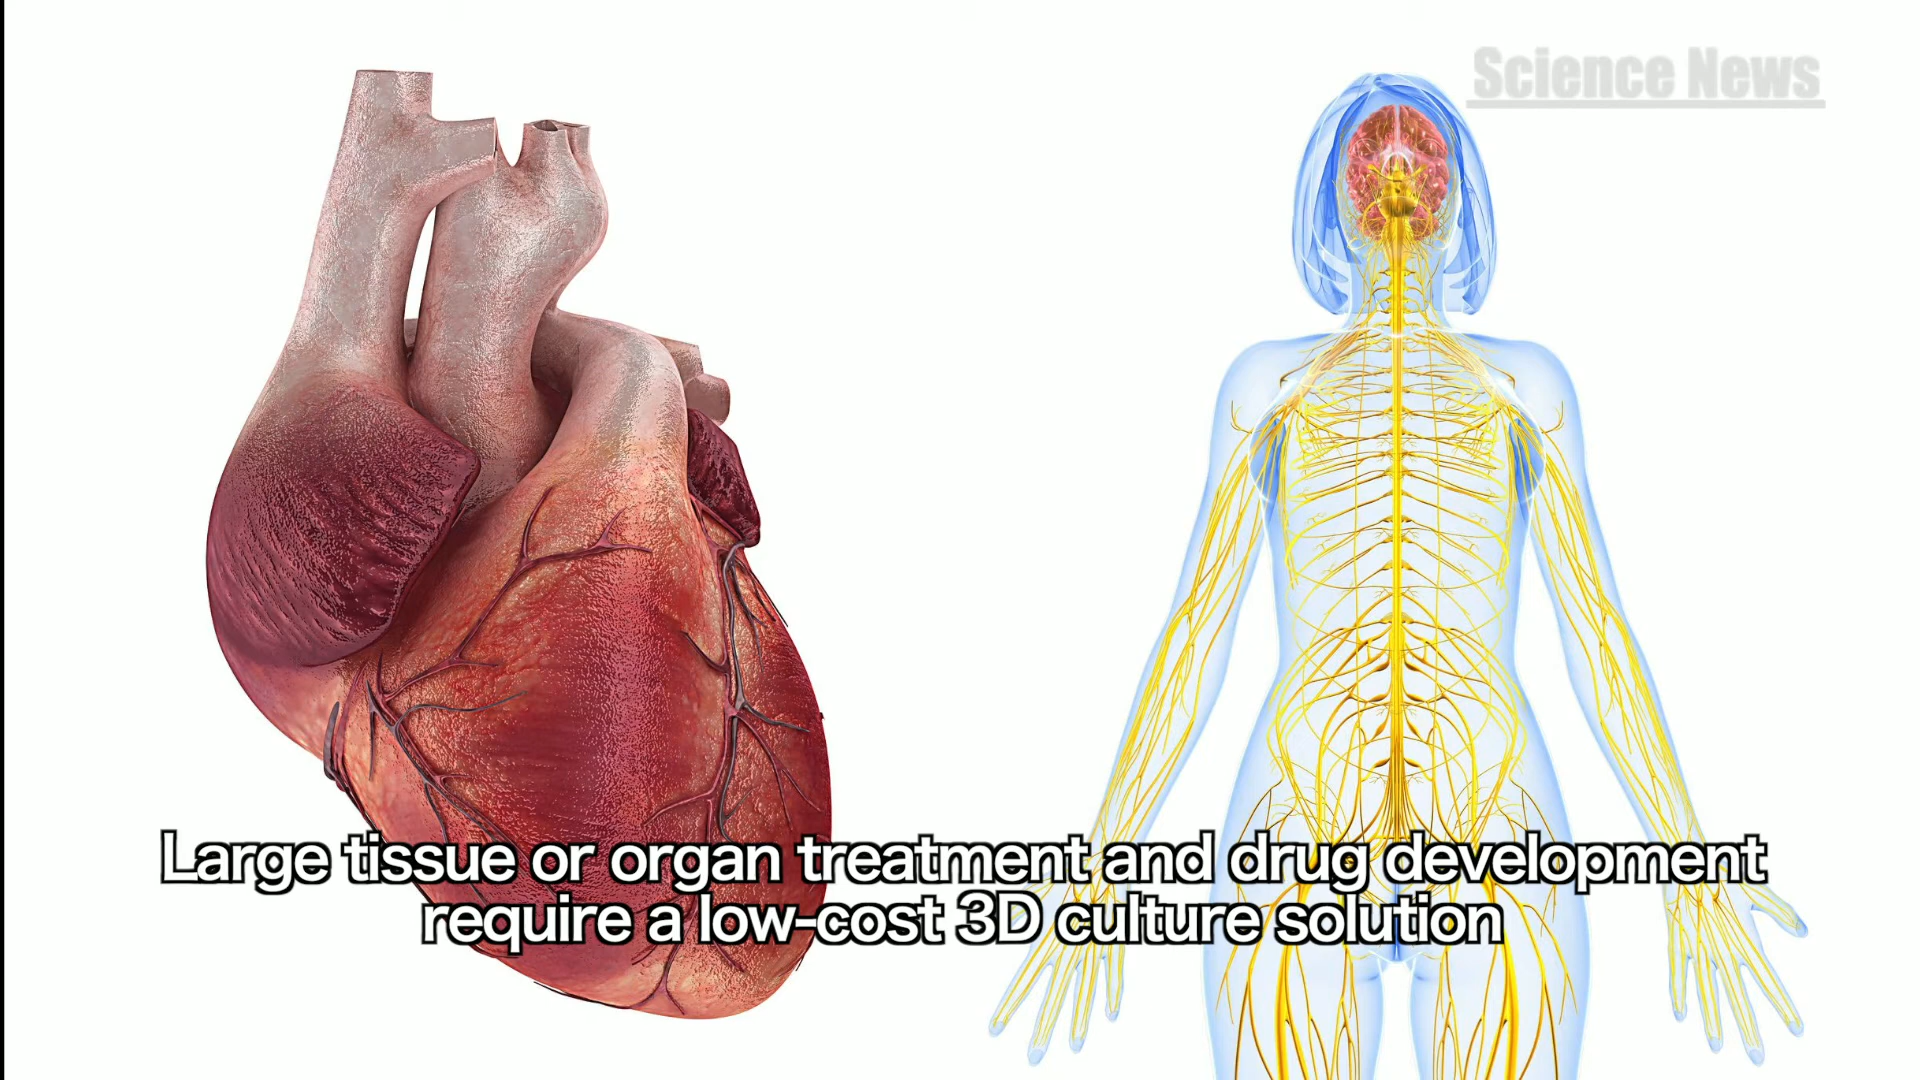 Science News
Large tissue or organ treatment and drug development
require a low-cost 3D culture solution